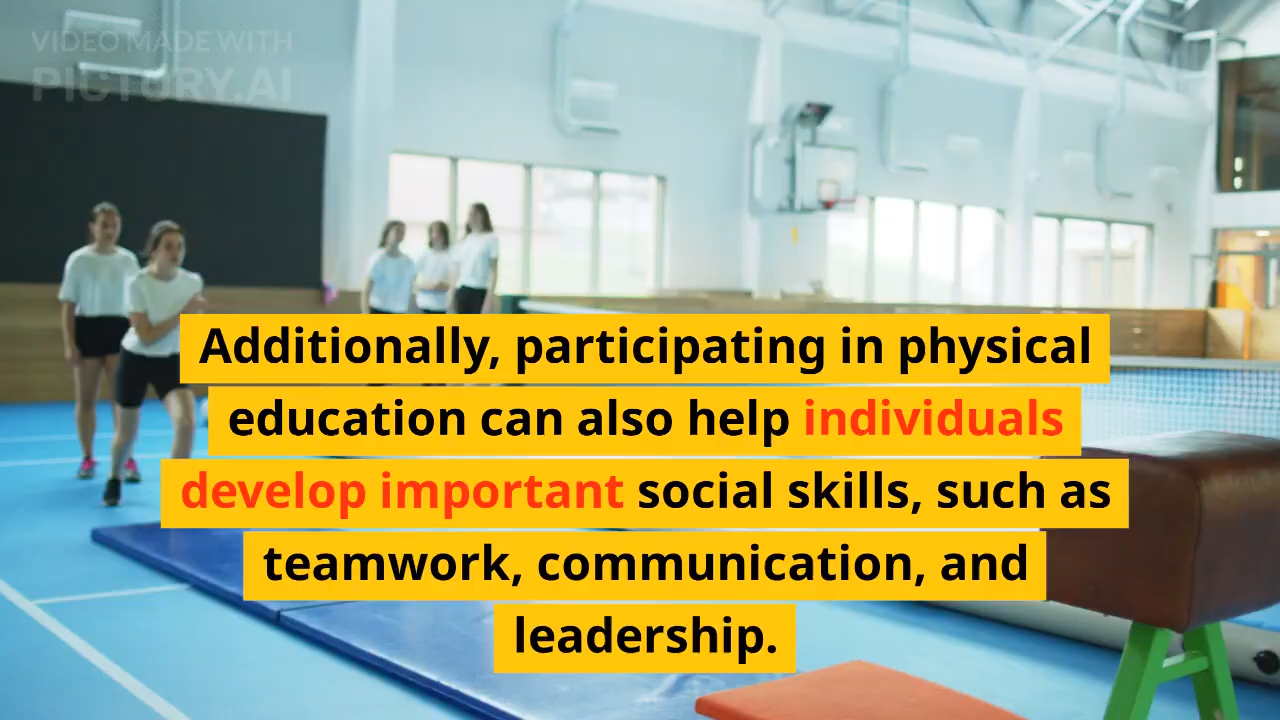 VIDEO MADE WITH
PICTORY.AI
Additionally, participating in physical
education can also help individuals
develop important social skills, such as
teamwork, communication, and
leadership.